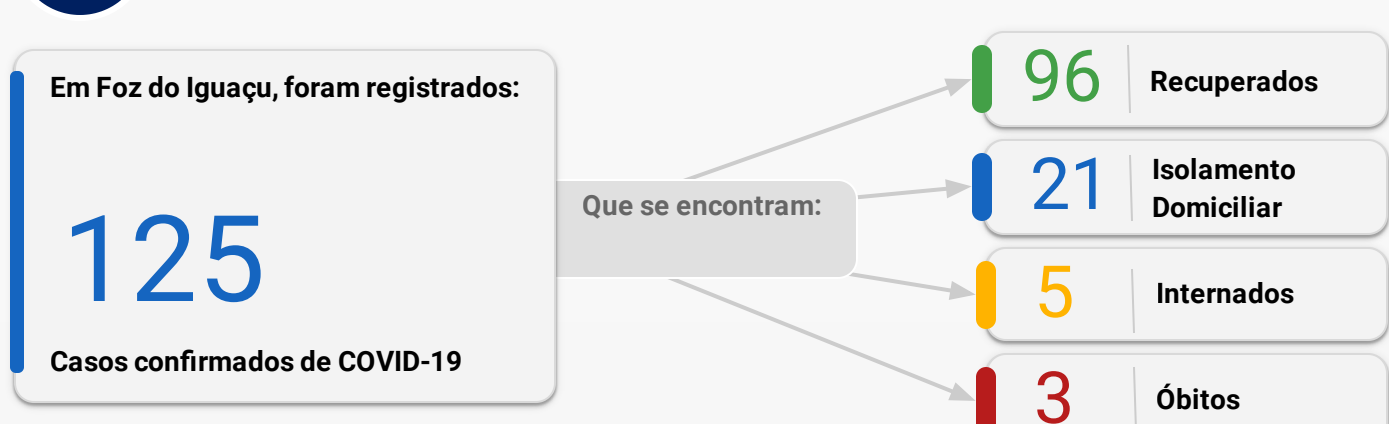 Em Foz do Iguaçu, foram registrados:
125
Casos confirmados de COVID-19
Que se encontram:
96 Recuperados
21 Isolamento
Domiciliar
5 Internados
3 Óbitos